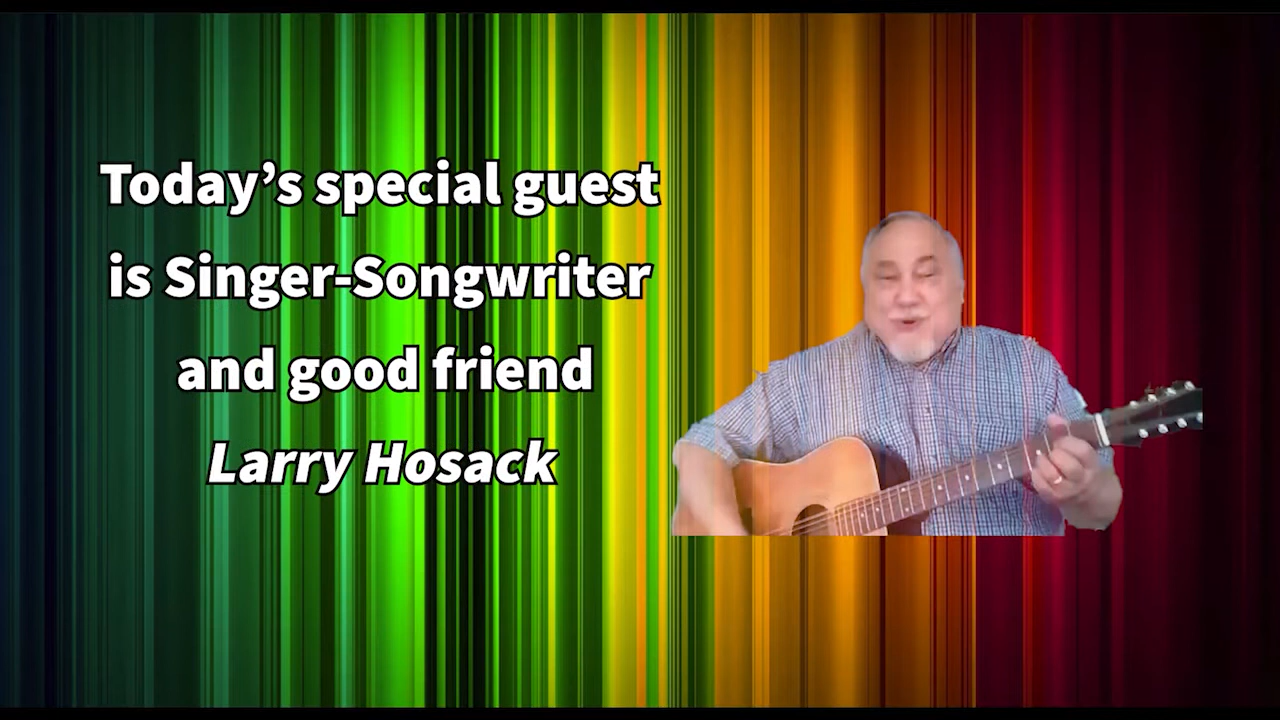 Today’s special guest
is Singer-Songwriter
and good friend
Larry Hosack